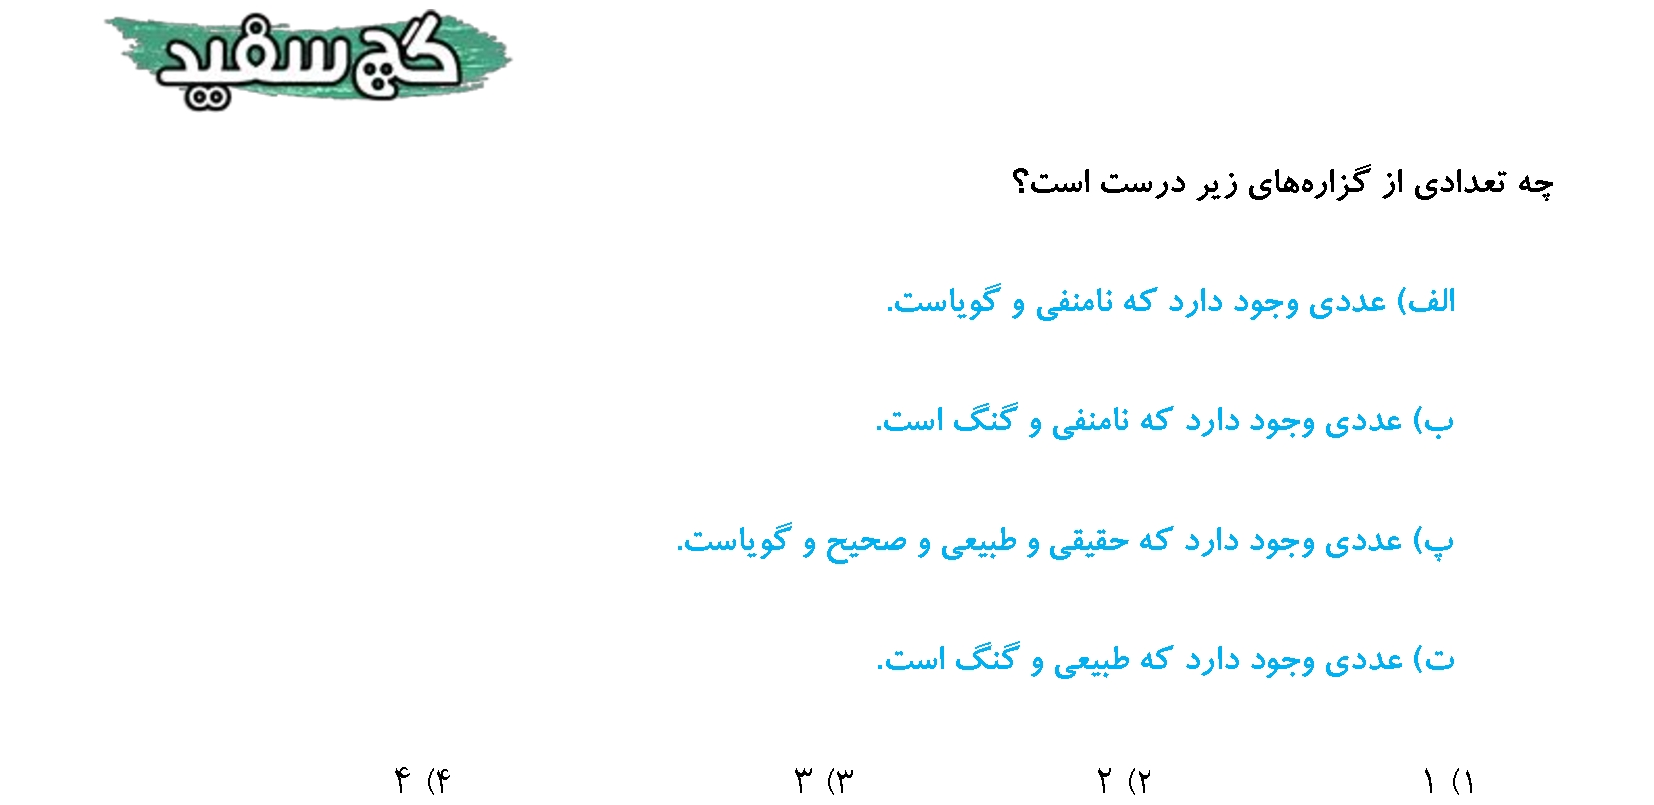 گچ سفید
چه تعدادی از گزاره‌های زیر درست است؟
الف) عددی وجود دارد که نامنفی و گویاست.
ب) عددی وجود دارد که نامنفی و گنگ است.
پ) عددی وجود دارد که حقیقی و طبیعی و صحیح و گویاست.
ت) عددی وجود دارد که طبیعی و گنگ است.
۱) ۱ ۲) ۲ ۳) ۳ ۴) ۴